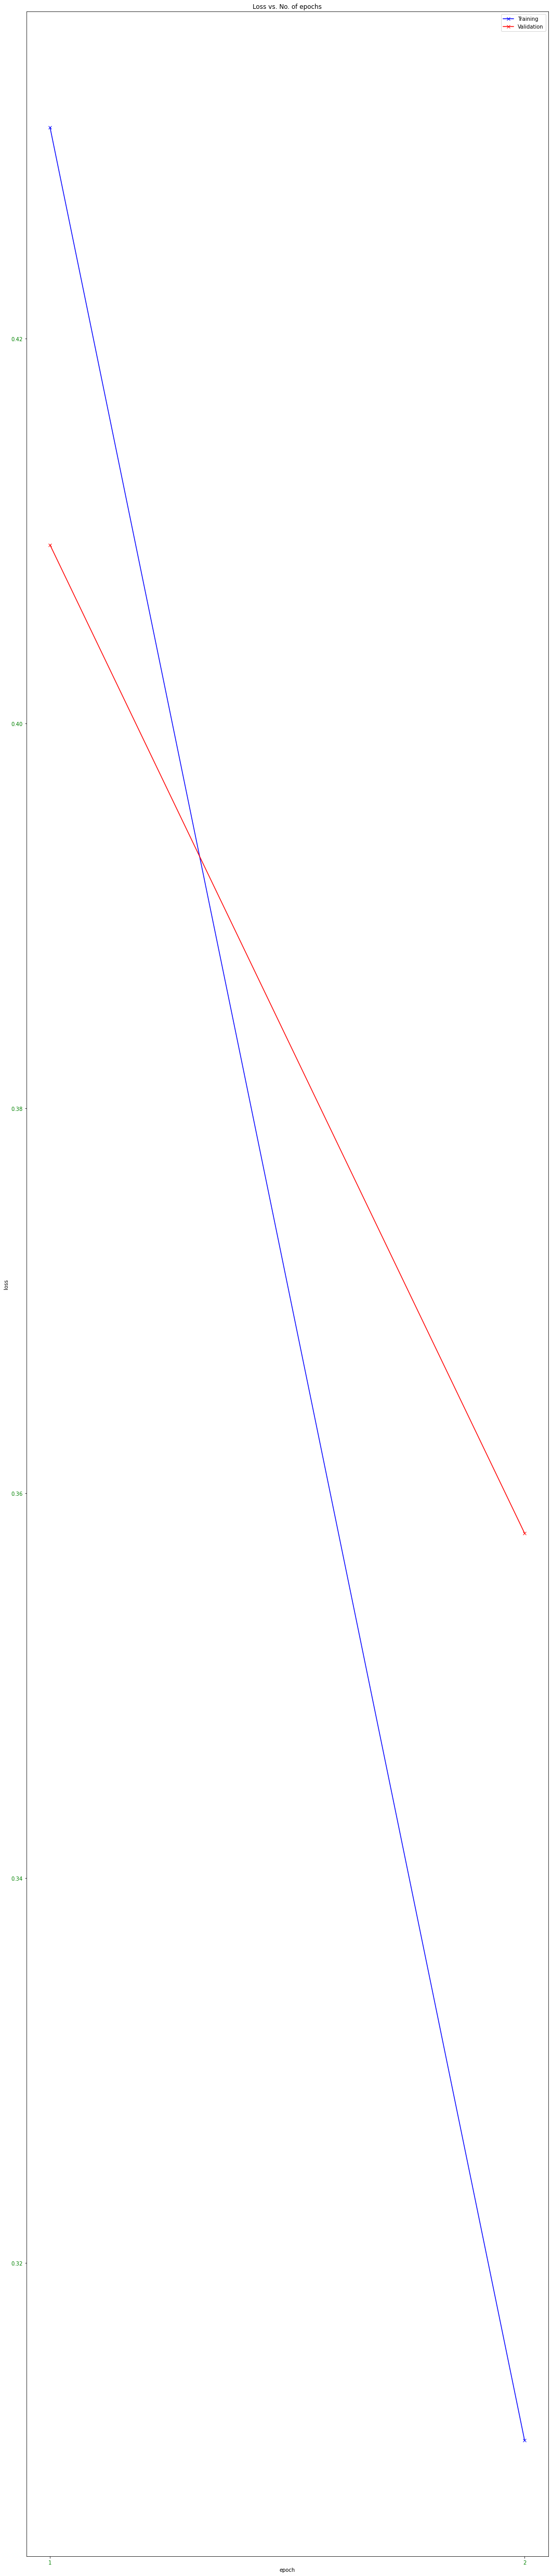 Loss vs. No. of epochs
Training
Validation
0.42
0.40
0.38
loss
0.36
0.34
0.32
1
2
epoch